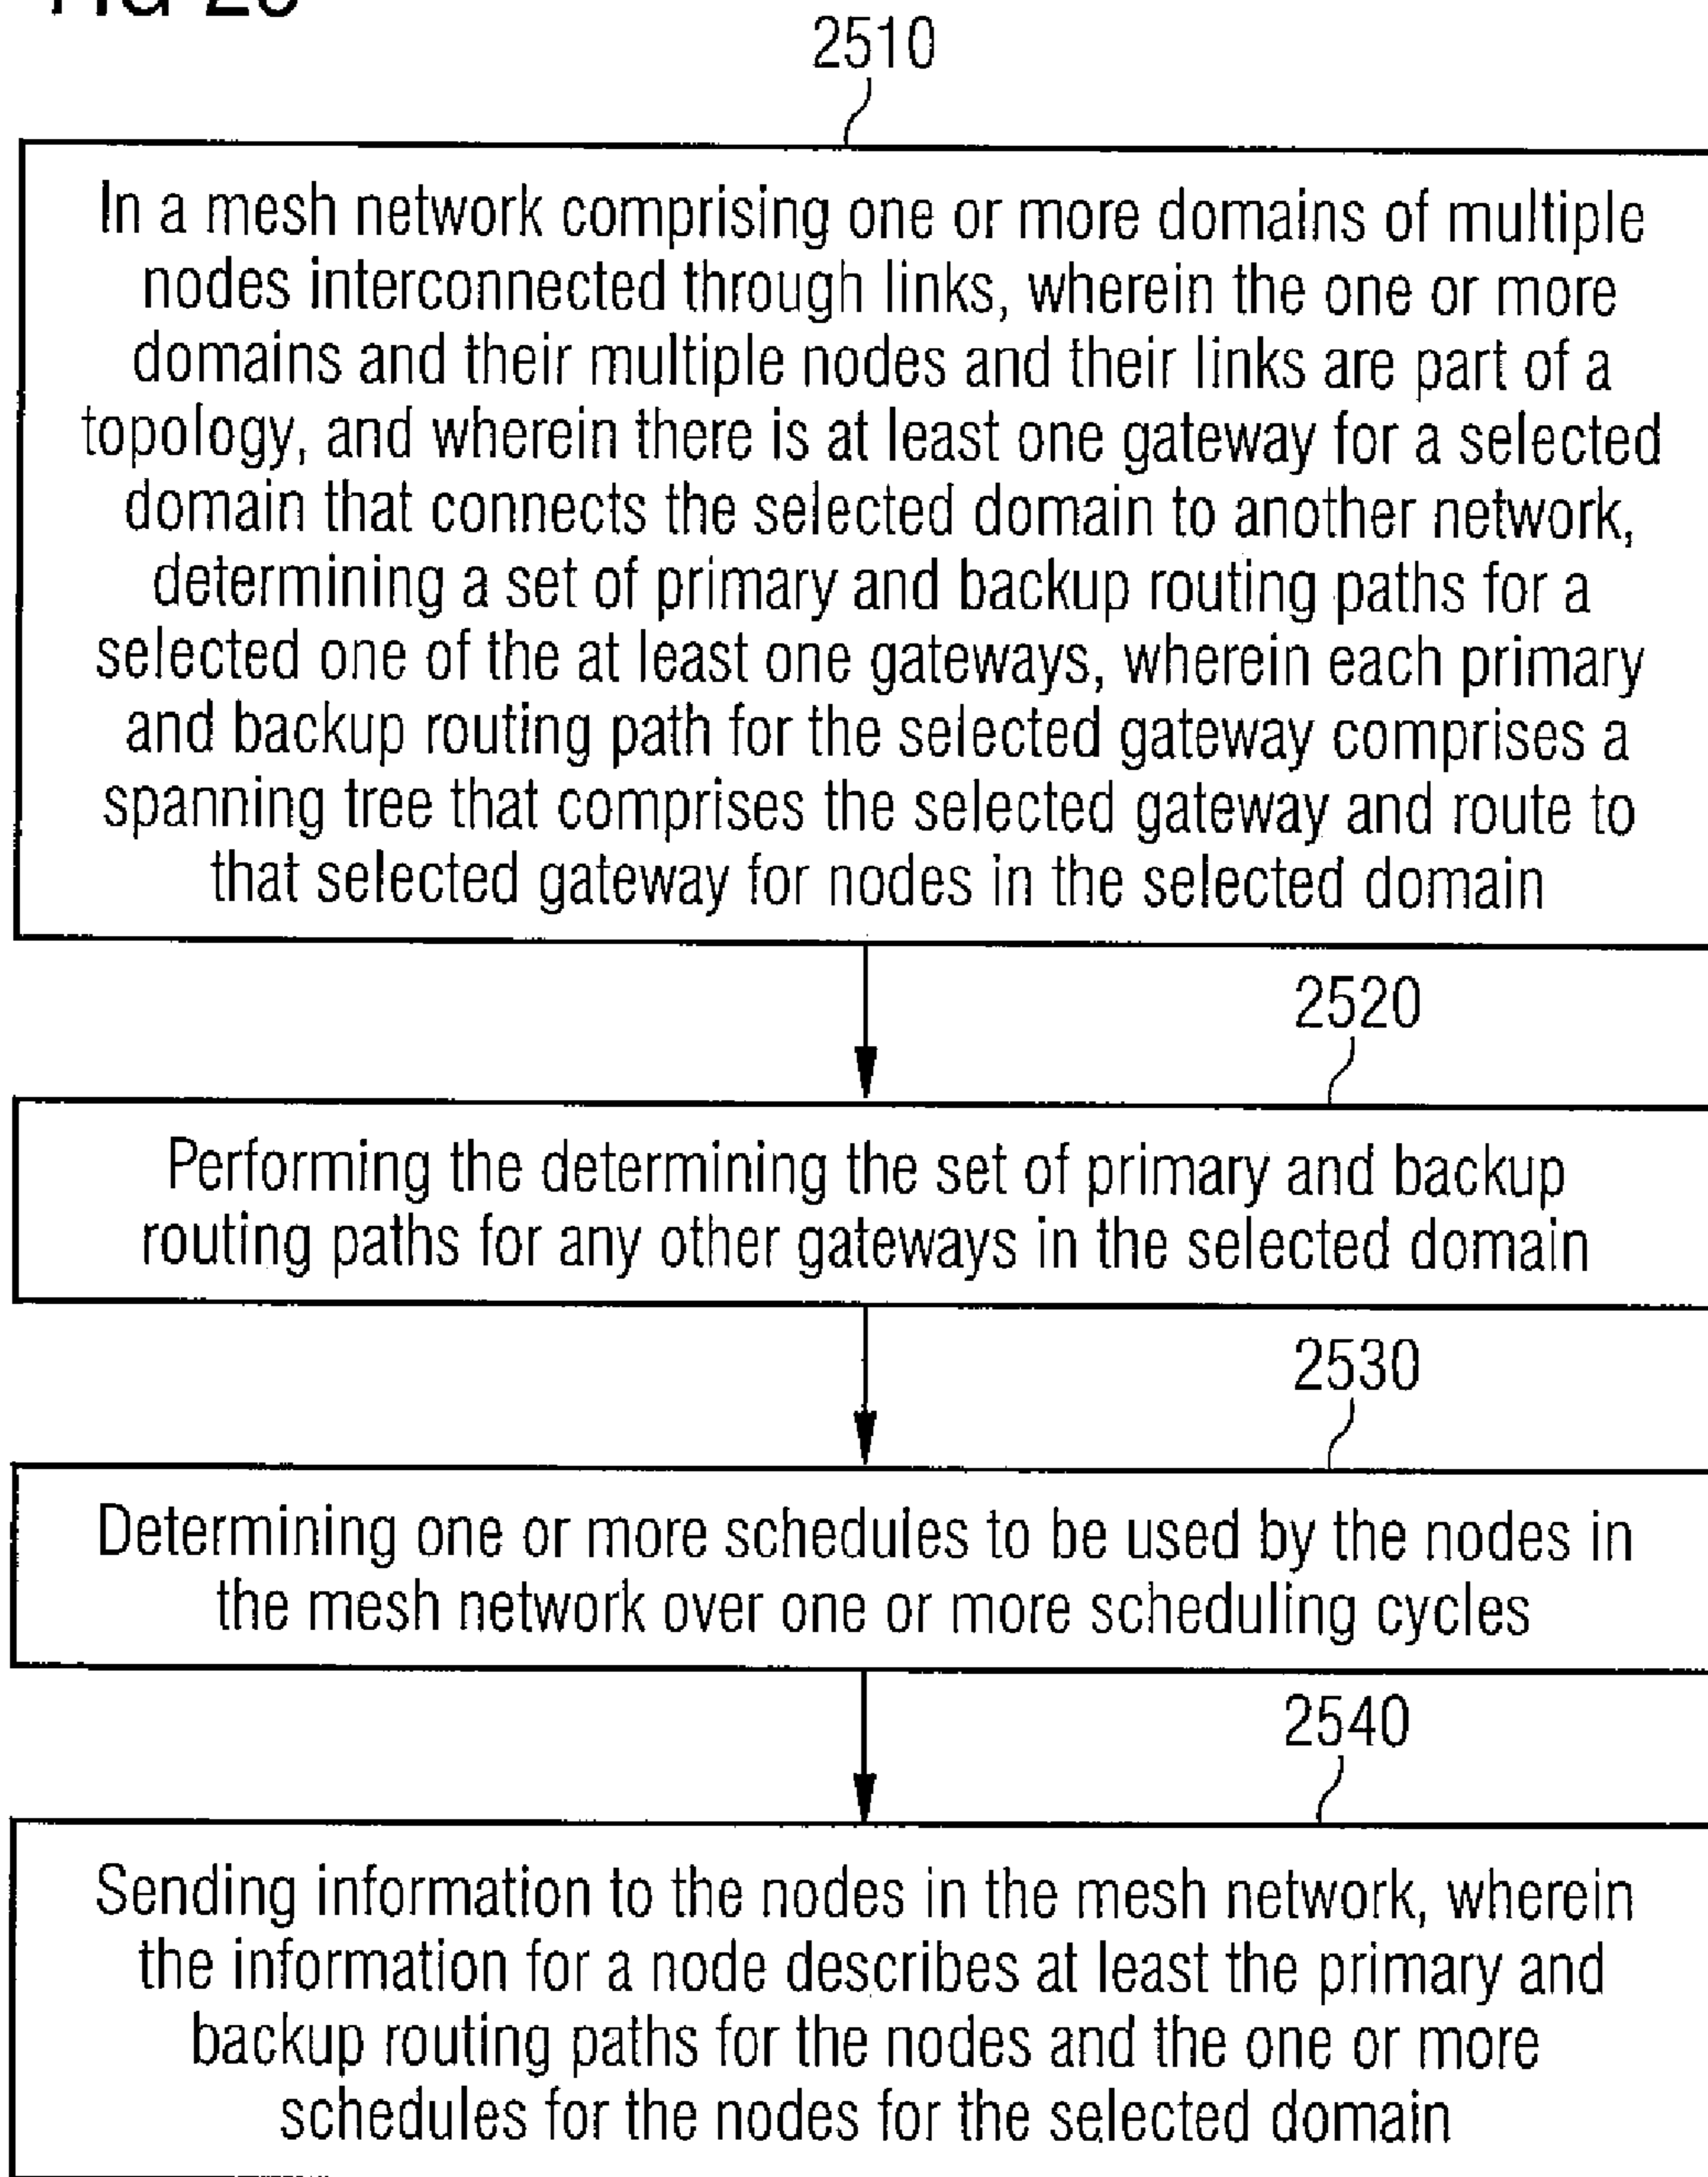 2510
In a mesh network comprising one or more domains of multiple
nodes interconnected through links, wherein the one or more
domains and their multiple nodes and their links are part of a
topology, and wherein there is at least one gateway for a selected
domain that connects the selected domain to another network,
determining a set of primary and backup routing paths for a
selected one of the at least one gateways, wherein each primary
and backup routing path for the selected gateway comprises a
spanning tree that comprises the selected gateway and route to
that selected gateway for nodes in the selected domain
2520
Performing the determining the set of primary and backup
routing paths for any other gateways in the selected domain
2530
Determining one or more schedules to be used by the nodes in
the mesh network over one or more scheduling cycles
2540
Sending information to the nodes in the mesh network, wherein
the information for a node describes at least the primary and
backup routing paths for the nodes and the one or more
schedules for the nodes for the selected domain